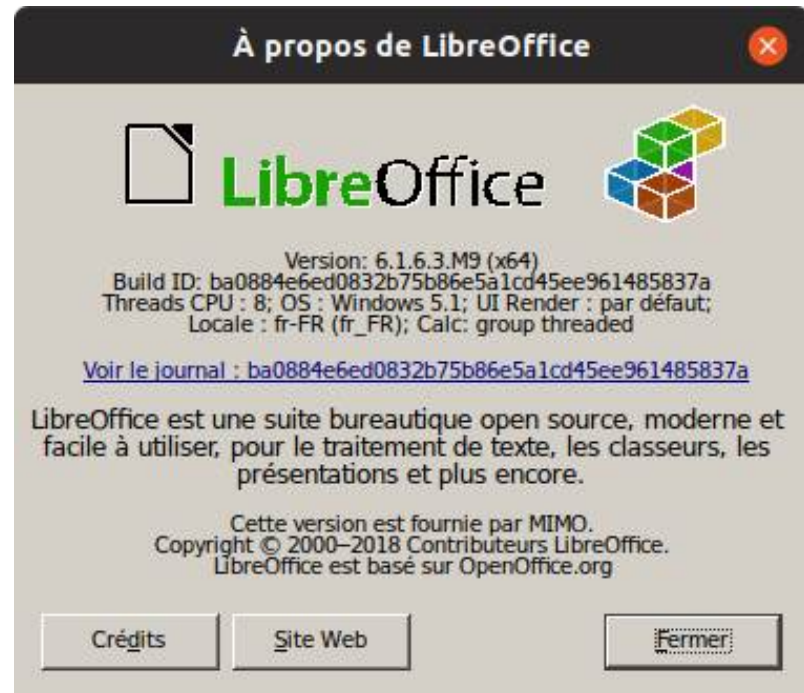 À propos de LibreOffice
LibreOffice
Version: 6.1.6.3.M9 (x64)
Build ID: ba0884e6ed0832b75b86e5a1cd45ee961485837a
Threads CPU : 8; OS : Windows 5.1; UI Render : par défaut;
Locale : fr-FR (fr_FR); Calc: group threaded
Voir le journal : ba0884e6ed0832b75b86e5a1cd45ee961485837a
LibreOffice est une suite bureautique open source, moderne et
facile à utiliser, pour le traitement de texte, les classeurs, les
présentations et plus encore.
Cette version est fournie par MIMO.
Copyright © 2000–2018 Contributeurs LibreOffice.
LibreOffice est basé sur OpenOffice.org
Crédits
Site Web
Fermer